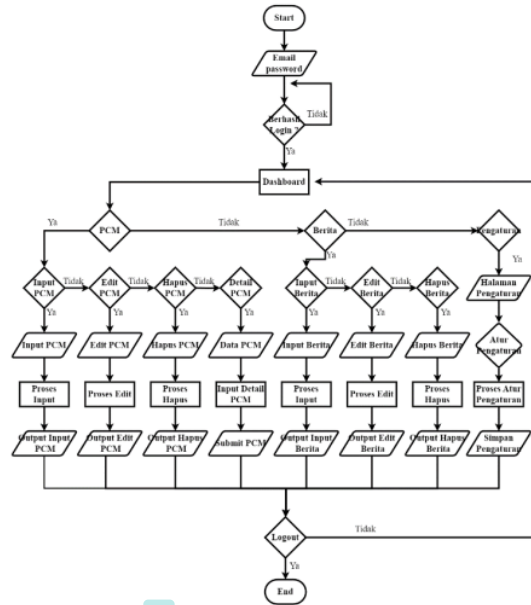 Start
Email
password
Tidak
Berhasil
Login ?
Ya
Dashboard
Ya
PCM
Tidak
Berita
Tidak
Pengaturan
Ya
Ya
Input
PCM
Tidak
Edit
PCM
Tidak
Hapus
PCM
Tidak
Detail
PCM
Input
Berita
Tidak
Edit
Berita
Tidak
Hapus
Berita
Halaman
Pengaturan
Ya
Ya
Ya
Ya
Ya
Ya
Ya
Input PCM
Edit PCM
Hapus PCM
Data PCM
Input Berita
Edit Berita
Hapus Berita
Atur
Pengaturan
Proses
Input
Proses Edit
Proses
Hapus
Input Detail
PCM
Proses
Input
Proses Edit
Proses
Hapus
Proses Atur
Pengaturan
Output Input
PCM
Output Edit
PCM
Output Hapus
PCM
Submit PCM
Output Input
Berita
Output Edit
Berita
Output Hapus
Berita
Simpan
Pengaturan
Logout
Tidak
Ya
End